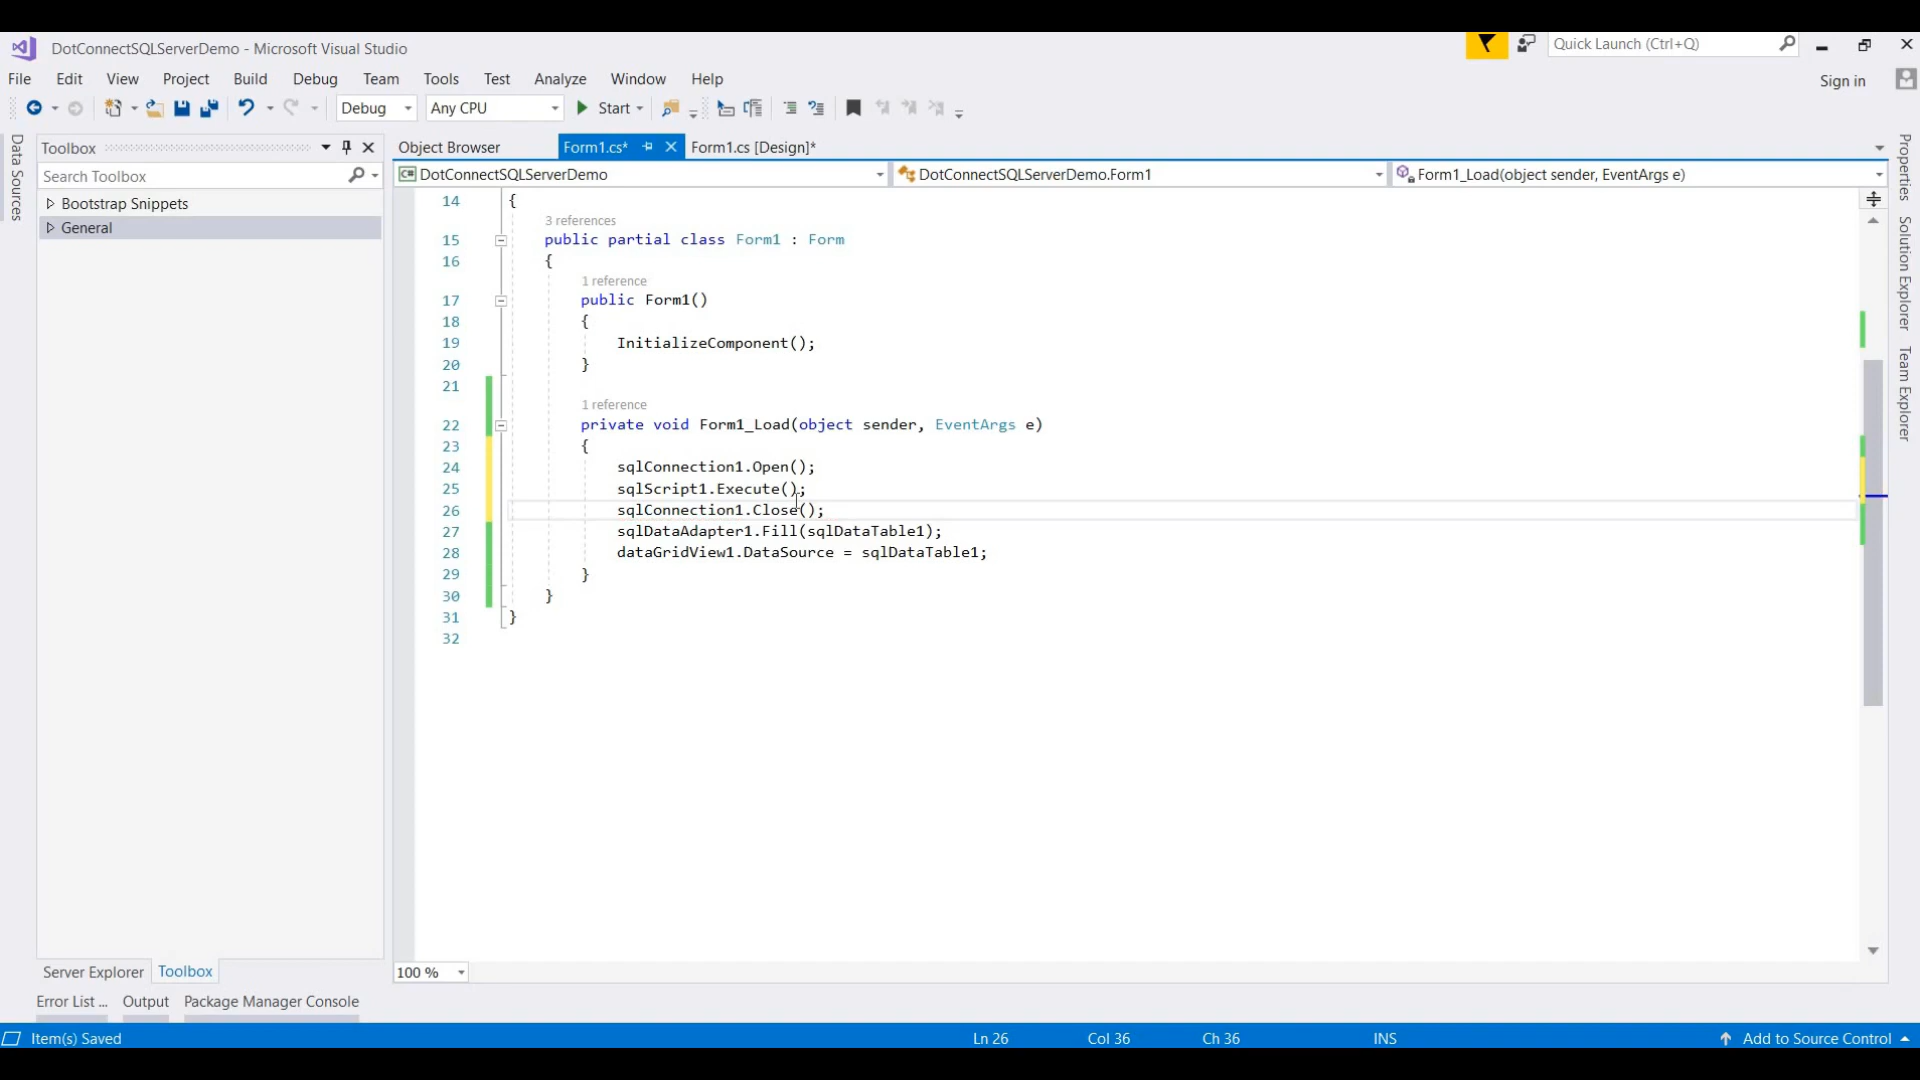 DotConnectSQLServerDemo - Microsoft Visual Studio
Quick Launch (Ctrl+Q)
File Edit View Project Build Debug Team Tools Test Analyze Window Help
Sign in
Debug Any CPU Start
Data Sources
Toolbox
Search Toolbox
Bootstrap Snippets
General
Object Browser Form1.cs* Form1.cs [Design]*
DotConnectSQLServerDemo DotConnectSQLServerDemo.Form1 Form1_Load(object sender, EventArgs e)
14 {
3 references
15 public partial class Form1 : Form
16 {
1 reference
17 public Form1()
18 {
19 InitializeComponent();
20 }
21
1 reference
22 private void Form1_Load(object sender, EventArgs e)
23 {
24 sqlConnection1.Open();
25 sqlScript1.Execute();
26 sqlConnection1.Close();
27 sqlDataAdapter1.Fill(sqlDataTable1);
28 dataGridView1.DataSource = sqlDataTable1;
29 }
30 }
31 }
32
Properties
Solution Explorer
Team Explorer
100 %
Server Explorer Toolbox
Error List ... Output Package Manager Console
Item(s) Saved Ln 26 Col 36 Ch 36 INS Add to Source Control